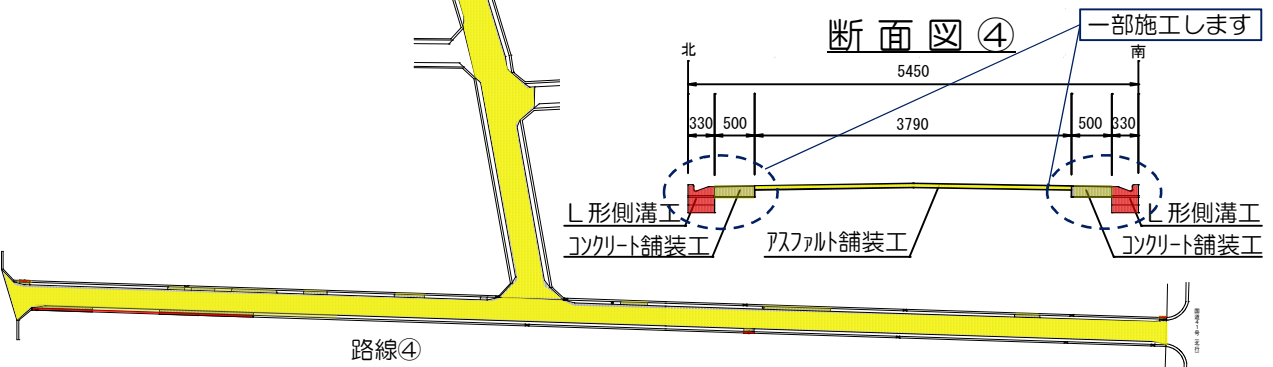 断面図④
一部施工します
北
南
5450
330
500
3790
500
330
L形側溝工
L形側溝工
コンクリート舗装工
アスファルト舗装工
コンクリート舗装工
路線④